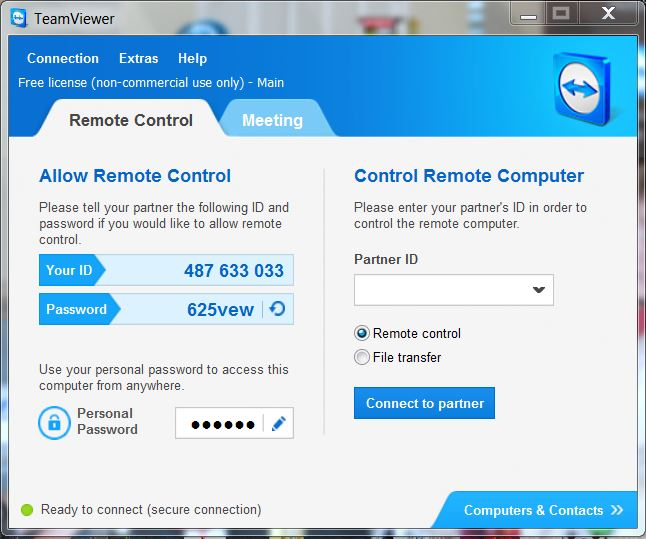 TeamViewer
Connection Extras Help
Free license (non-commercial use only) - Main
Remote Control Meeting
Allow Remote Control
Please tell your partner the following ID and
password if you would like to allow remote
control.
Your ID 487 633 033
Password 625vew
Use your personal password to access this
computer from anywhere.
Personal
Password
Control Remote Computer
Please enter your partner's ID in order to
control the remote computer.
Partner ID
Remote control
File transfer
Connect to partner
Ready to connect (secure connection)
Computers & Contacts >>